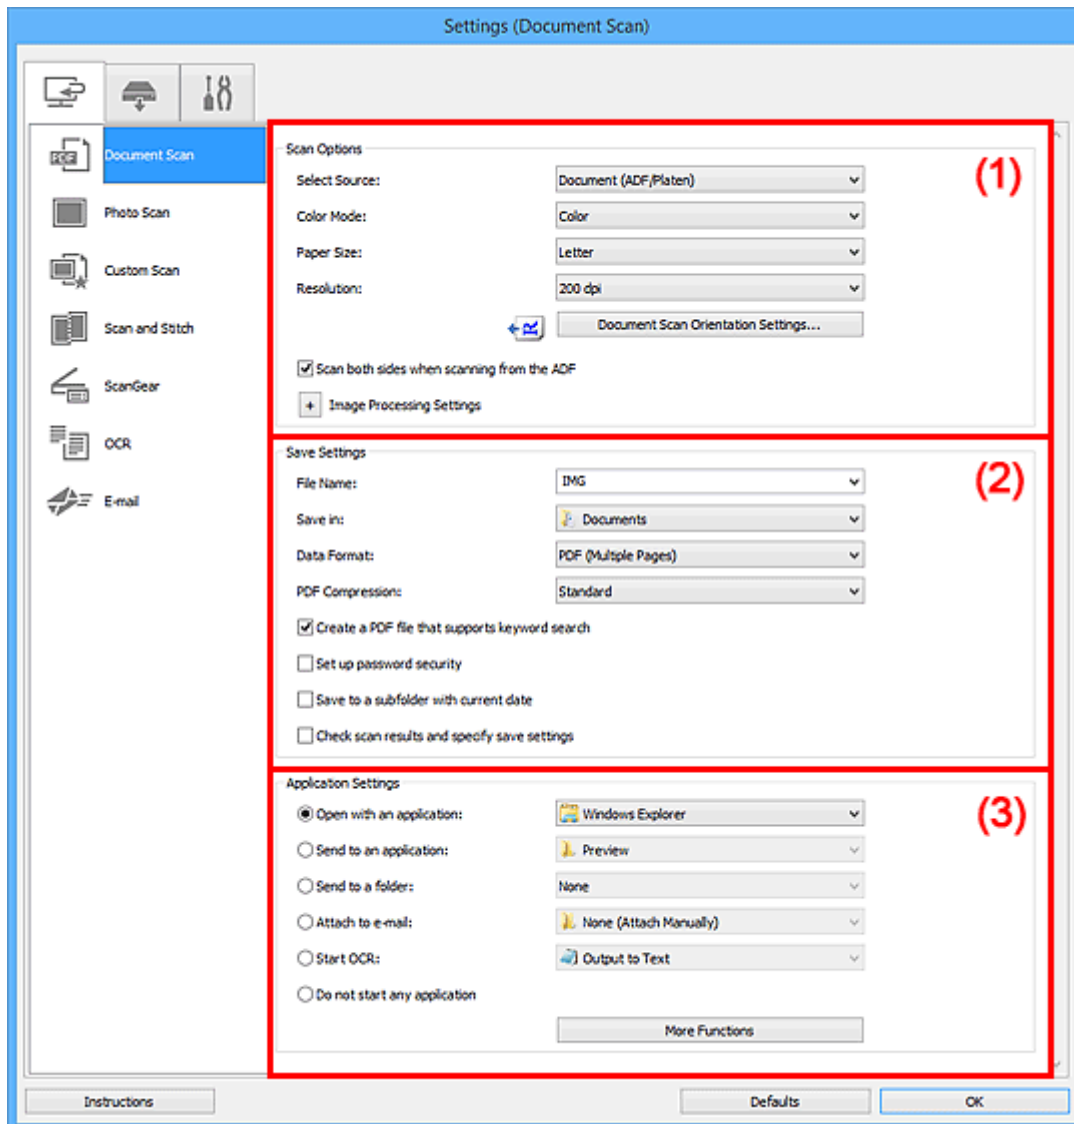 Settings (Document Scan)
Document Scan
Photo Scan
Custom Scan
Scan and Stitch
ScanGear
OCR
E-mail
Scan Options
(1)
Select Source: Document (ADF/Platen)
Color Mode: Color
Paper Size: Letter
Resolution: 200 dpi
Document Scan Orientation Settings...
Scan both sides when scanning from the ADF
+ Image Processing Settings
Save Settings
(2)
File Name: IMG
Save in: Documents
Data Format: PDF (Multiple Pages)
PDF Compression: Standard
Create a PDF file that supports keyword search
Set up password security
Save to a subfolder with current date
Check scan results and specify save settings
Application Settings
(3)
Open with an application: Windows Explorer
Send to an application: Preview
Send to a folder: None
Attach to e-mail: None (Attach Manually)
Start OCR: Output to Text
Do not start any application
More Functions
Instructions Defaults OK